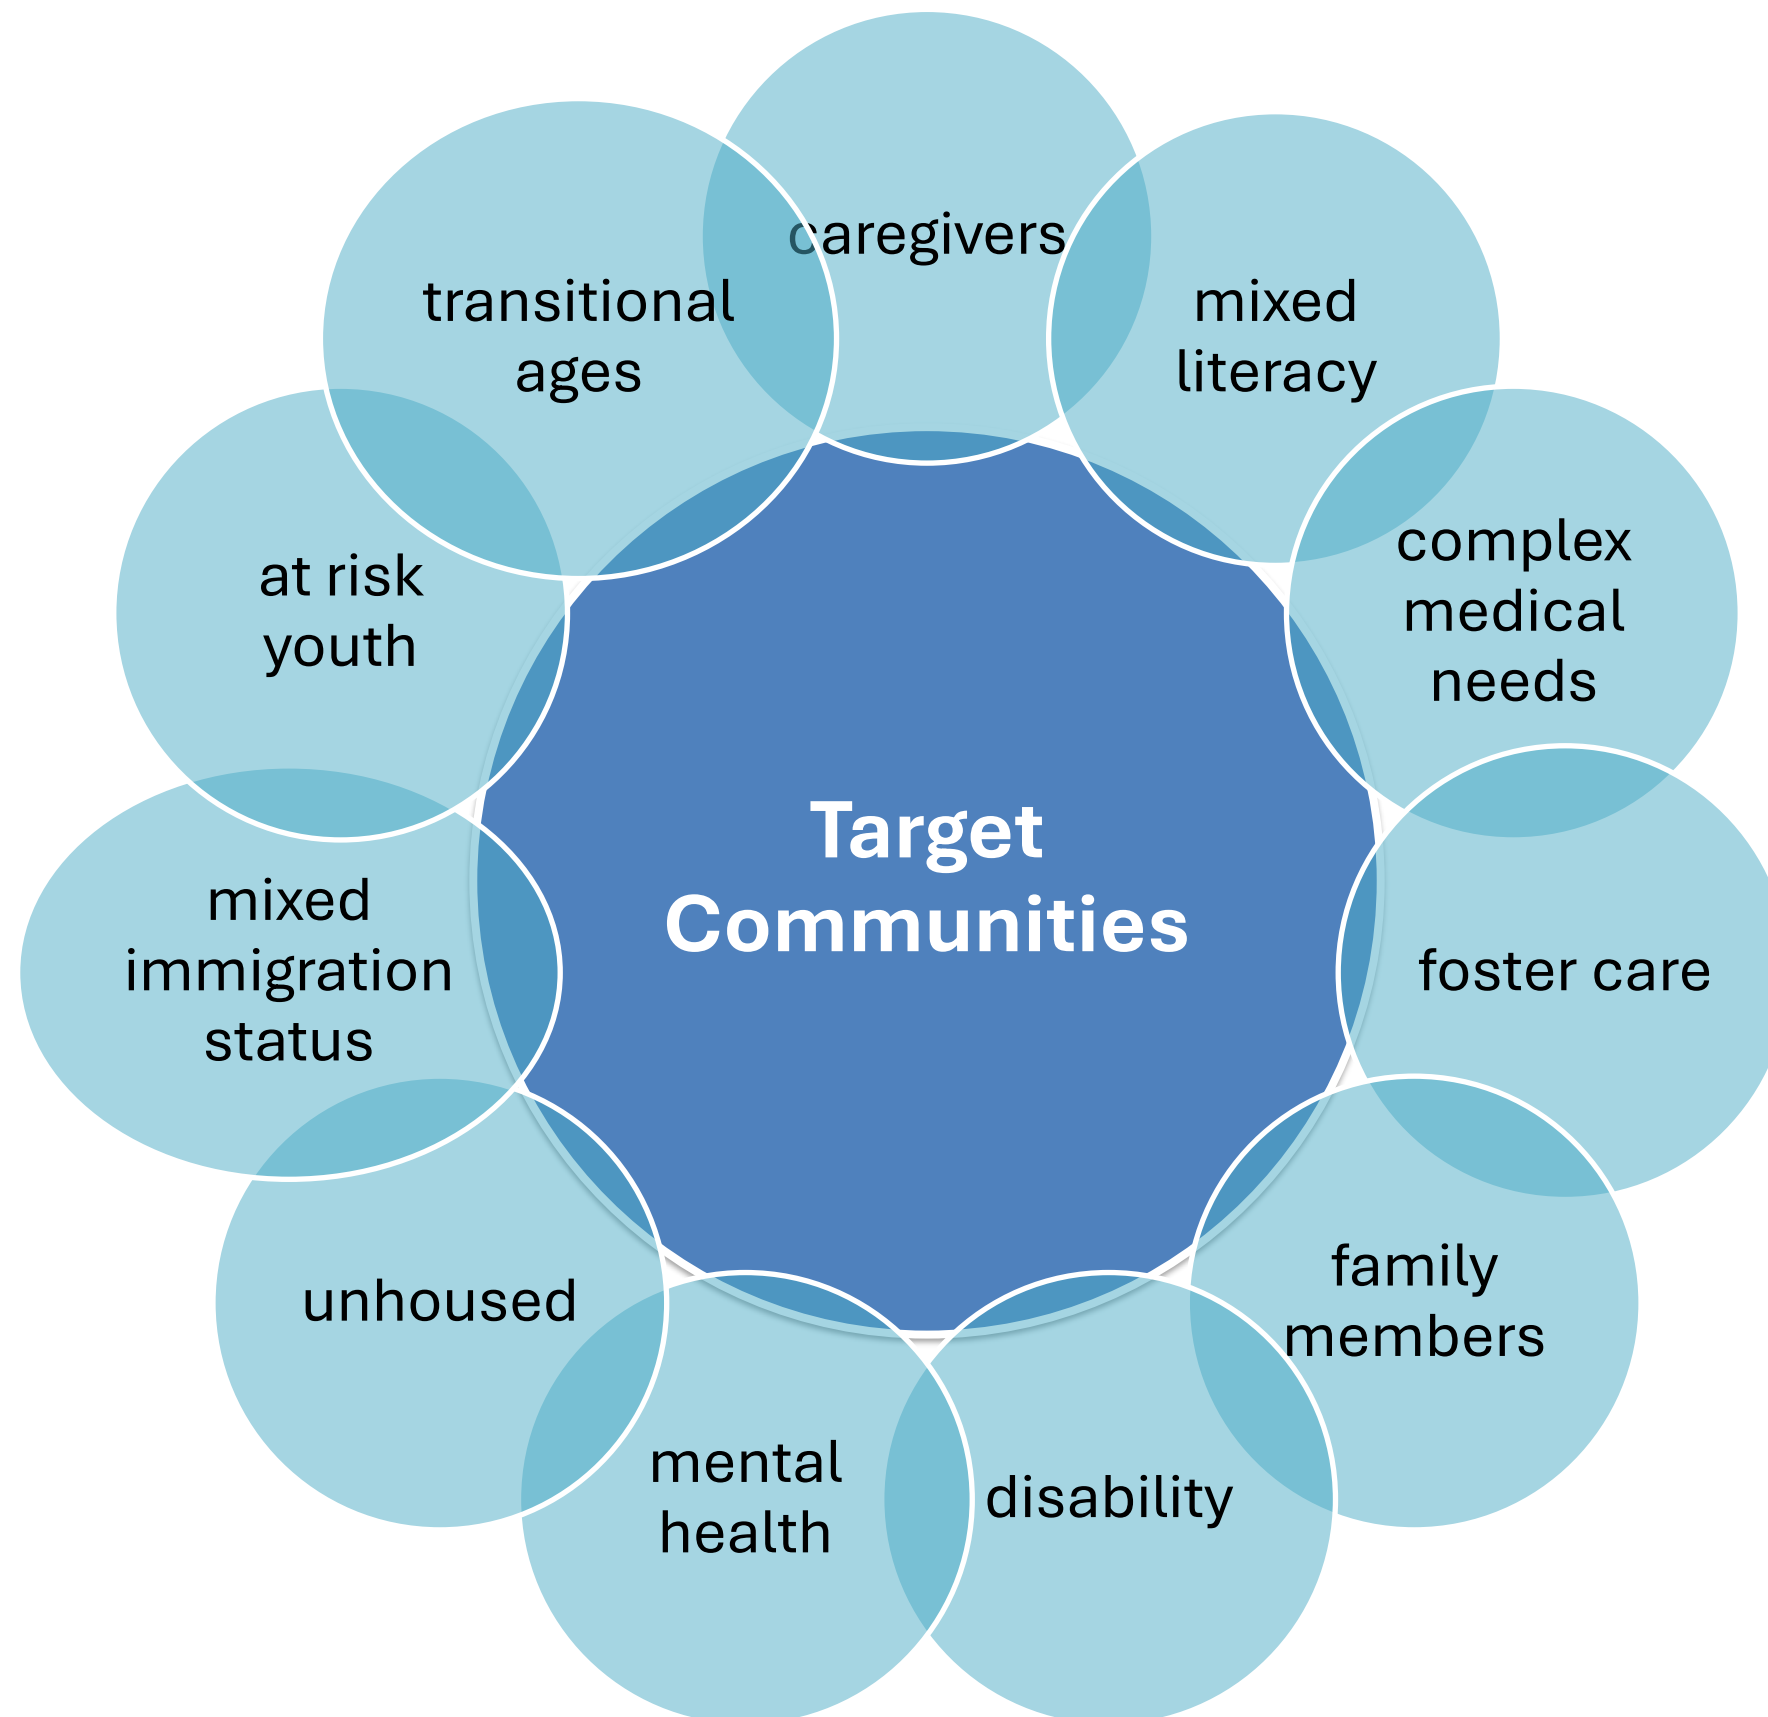 caregivers
mixed
literacy
complex
medical
needs
foster care
family
members
disability
mental
health
unhoused
mixed
immigration
status
at risk
youth
transitional
ages
Target
Communities